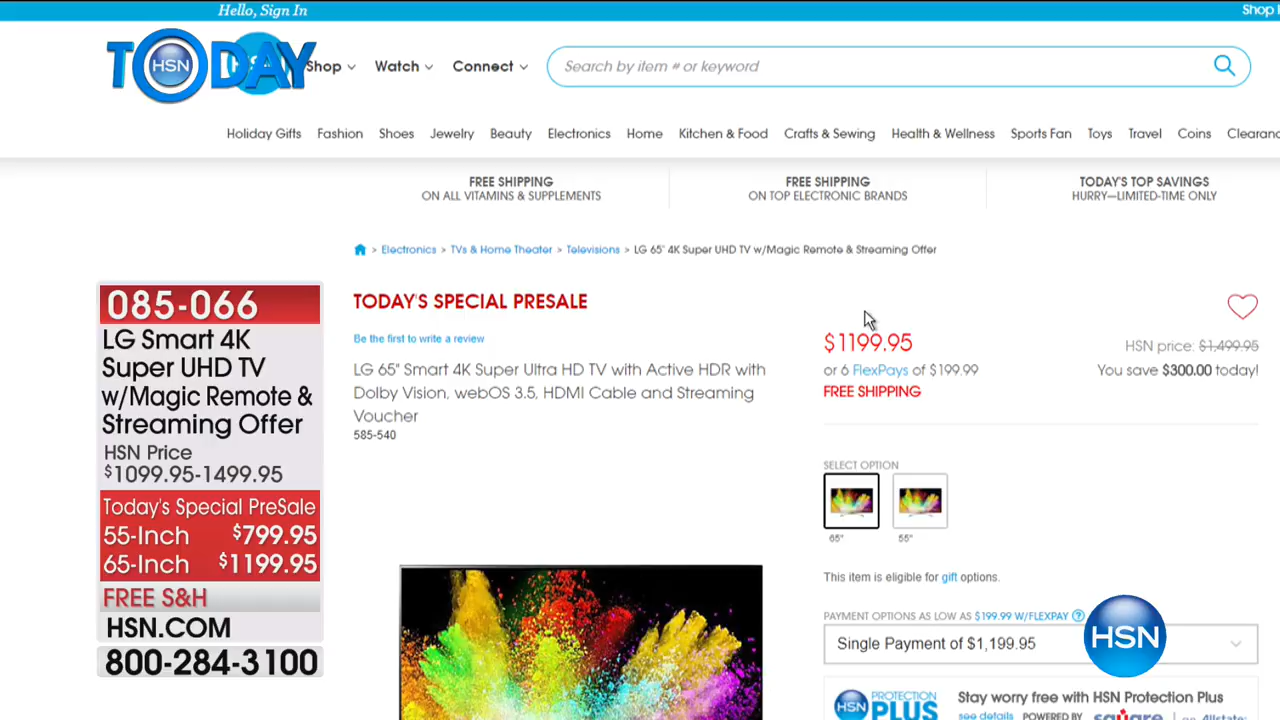 Hello, Sign In
Shop
TODAY
HSN
Shop
Watch
Connect
Search by item # or keyword
Holiday Gifts
Fashion
Shoes
Jewelry
Beauty
Electronics
Home
Kitchen & Food
Crafts & Sewing
Health & Wellness
Sports Fan
Toys
Travel
Coins
FREE SHIPPING
ON ALL VITAMINS & SUPPLEMENTS
FREE SHIPPING
ON TOP ELECTRONIC BRANDS
TODAY'S TOP SAVINGS
HURRY—LIMITED-TIME ONLY
> Electronics > TVs & Home Theater > Televisions > LG 65" 4K Super UHD TV w/Magic Remote & Streaming Offer
085-066
LG Smart 4K
Super UHD TV
w/Magic Remote &
Streaming Offer
HSN Price
$1099.95-1499.95
Today's Special PreSale
55-Inch $799.95
65-Inch $1199.95
FREE S&H
HSN.COM
800-284-3100
TODAY'S SPECIAL PRESALE
Be the first to write a review
LG 65" Smart 4K Super Ultra HD TV with Active HDR with
Dolby Vision, webOS 3.5, HDMI Cable and Streaming
Voucher
585-540
$1199.95
or 6 FlexPays of $199.99
FREE SHIPPING
HSN price: $1,499.95
You save $300.00 today!
SELECT OPTION
65"
55"
This item is eligible for gift options.
PAYMENT OPTIONS AS LOW AS $199.99 W/FLEXPAY ?
Single Payment of $1,199.95
HSN
HSN PROTECTION
PLUS
Stay worry free with HSN Protection Plus
see details POWERED BY square
Allstate